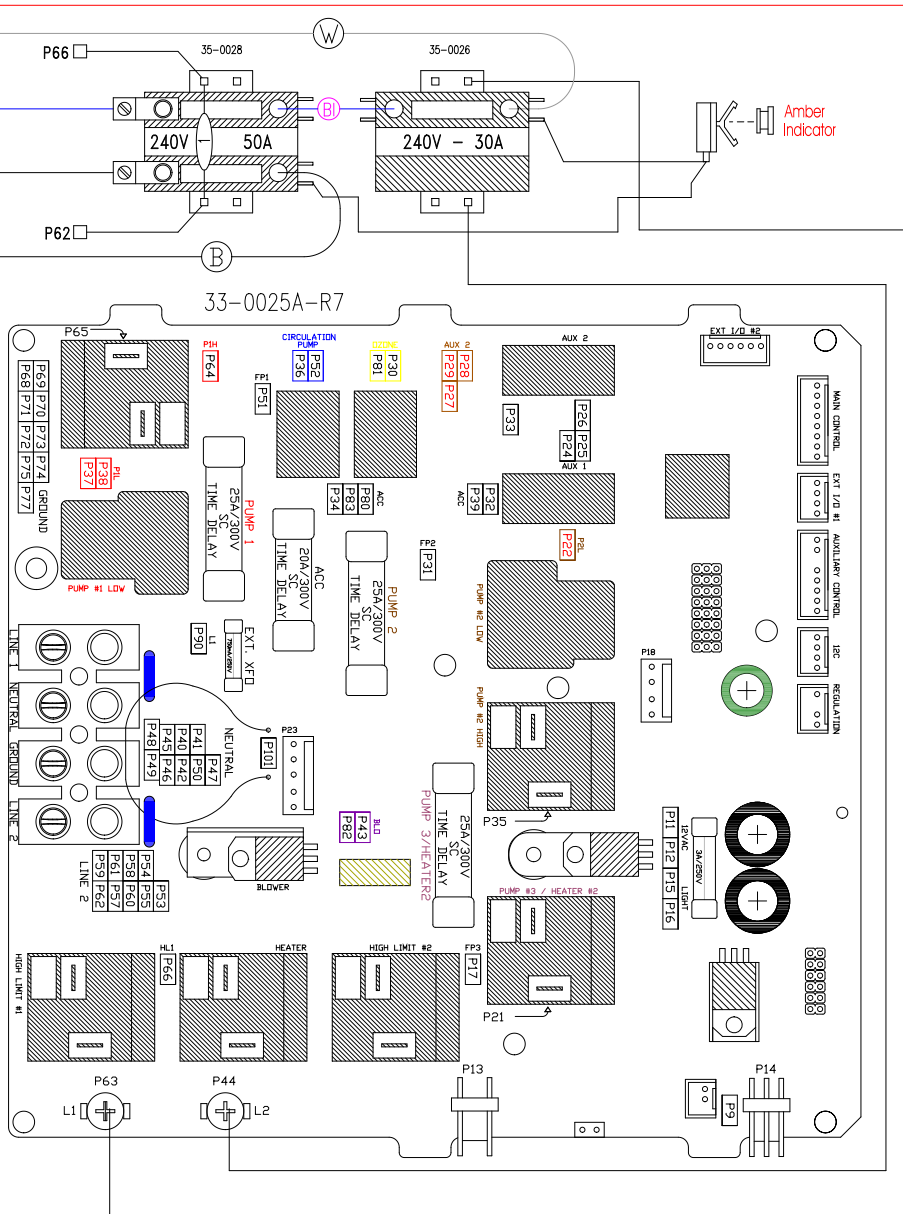 W
P66
35-0028
35-0026
BI
Amber
Indicator
240V
1
50A
240V - 30A
P62
B
33-0025A-R7
P65
P1H
P64
CIRCULATION
PUMP
P36
P52
OZONE
P81
P30
AUX 2
P29
P28
P27
AUX 2
EXT I/O #2
FP1
P51
P68
P69
P71
P70
P72
P73
P75
P74
P77
GROUND
P33
P26
P24
P25
MAIN CONTROL
P37
P38
P1L
PUMP 1
25A/300V
SC
TIME DELAY
P34
P83
P80
ACC
ACC
P39
P32
AUX 1
EXT I/O #1
PUMP #1 LOW
ACC
20A/300V
SC
TIME DELAY
PUMP 2
25A/300V
SC
TIME DELAY
FP2
P31
P22
P2L
AUXILIARY CONTROL
PUMP #2 LOW
LINE 1
P90
L1
EXT. XFO
750mA/250V
P18
I2C
NEUTRAL
REGULATION
PUMP #2 HIGH
P48
P45
P40
P41
NEUTRAL
P49
P46
P42
P50
P47
P101
P23
GROUND
LINE 2
PUMP 3/HEATER2
25A/300V
SC
TIME DELAY
BLO
P82
P43
P35
P11
P12
P15
P16
12VAC
LIGHT
3A/250V
LINE 2
P59
P61
P58
P54
P62
P57
P60
P55
P53
BLOWER
PUMP #3 / HEATER #2
HIGH LIMIT #1
HL1
P66
HEATER
HIGH LIMIT #2
FP3
P17
P21
P63
P44
P13
P14
L1
L2
P9